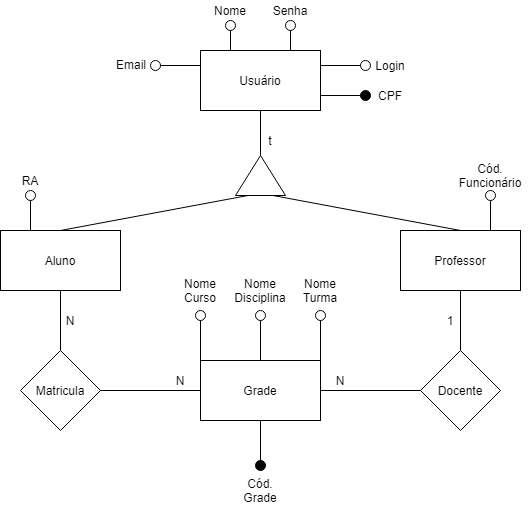 Nome
Senha
Email
Usuário
Login
CPF
t
RA
Cód.
Funcionário
Aluno
Professor
Nome
Curso
Nome
Disciplina
Nome
Turma
N
1
Matricula
N
Grade
N
Docente
Cód.
Grade